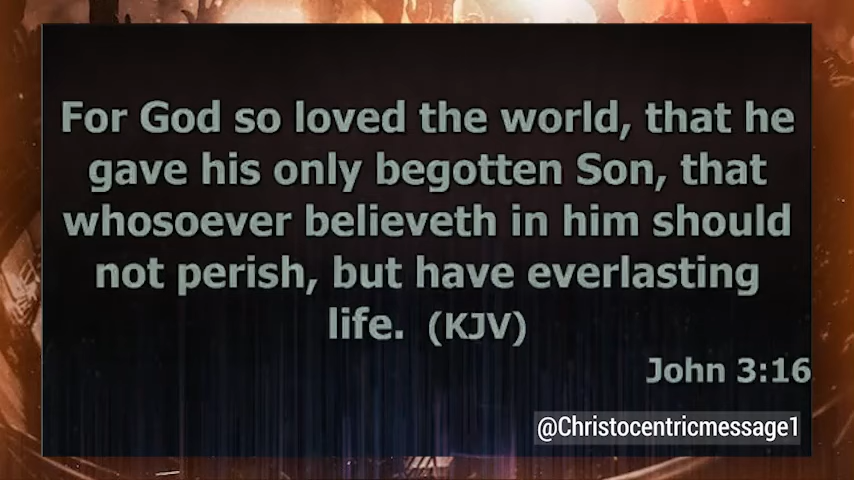 For God so loved the world, that he
gave his only begotten Son, that
whosoever believeth in him should
not perish, but have everlasting
life. (KJV)
John 3:16
@Christocentricmessage1